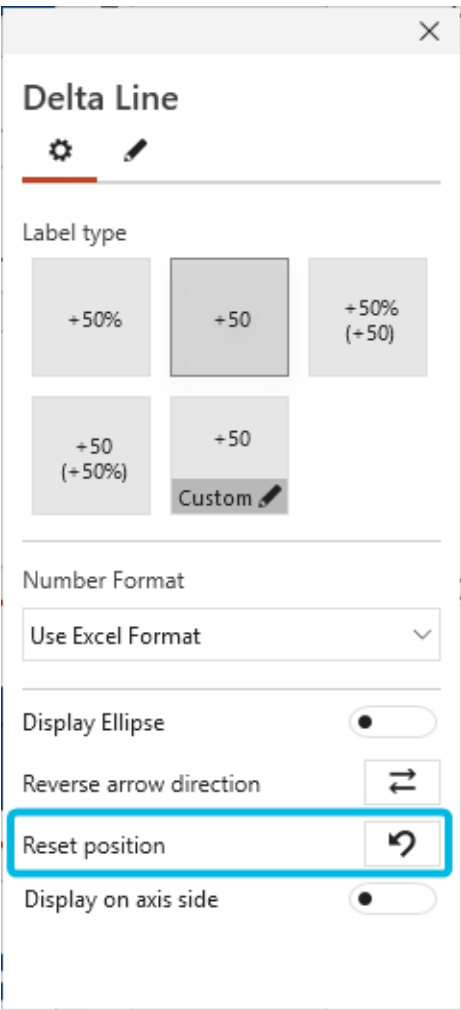 Delta Line
Label type
+50%
+50
+50%
(+50)
+50
(+50%)
+50
Custom
Number Format
Use Excel Format
Display Ellipse
Reverse arrow direction
Reset position
Display on axis side